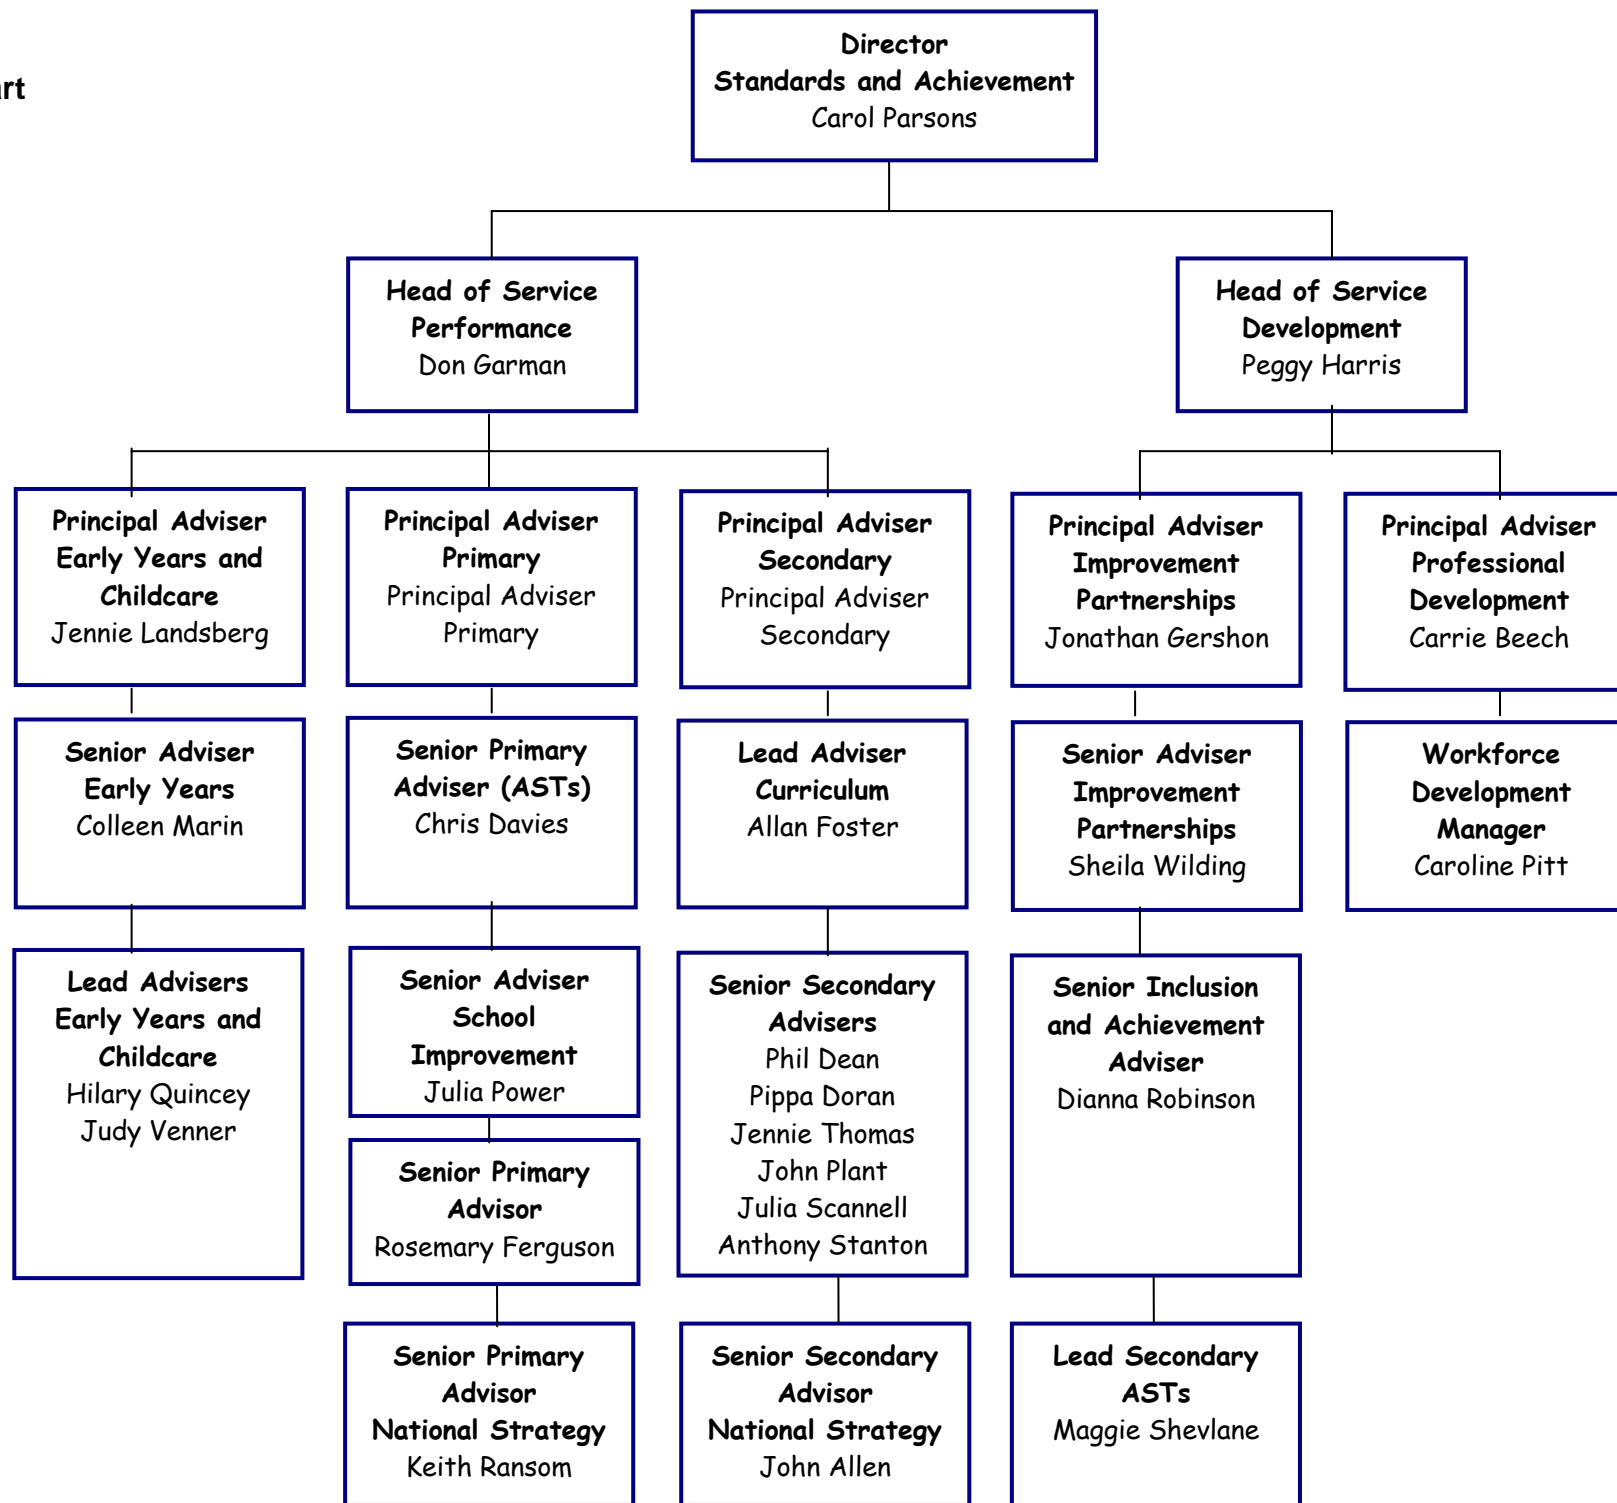 art
Director
Standards and Achievement
Carol Parsons
Head of Service
Performance
Don Garman
Head of Service
Development
Peggy Harris
Principal Adviser
Early Years and
Childcare
Jennie Landsberg
Principal Adviser
Primary
Principal Adviser
Primary
Principal Adviser
Secondary
Principal Adviser
Secondary
Principal Adviser
Improvement
Partnerships
Jonathan Gershon
Principal Adviser
Professional
Development
Carrie Beech
Senior Adviser
Early Years
Colleen Marin
Senior Primary
Adviser (ASTs)
Chris Davies
Lead Adviser
Curriculum
Allan Foster
Senior Adviser
Improvement
Partnerships
Sheila Wilding
Workforce
Development
Manager
Caroline Pitt
Lead Advisers
Early Years and
Childcare
Hilary Quincey
Judy Venner
Senior Adviser
School
Improvement
Julia Power
Senior Secondary
Advisers
Phil Dean
Pippa Doran
Jennie Thomas
John Plant
Julia Scannell
Anthony Stanton
Senior Inclusion
and Achievement
Adviser
Dianna Robinson
Senior Primary
Advisor
Rosemary Ferguson
Senior Primary
Advisor
National Strategy
Keith Ransom
Senior Secondary
Advisor
National Strategy
John Allen
Lead Secondary
ASTs
Maggie Shevlane